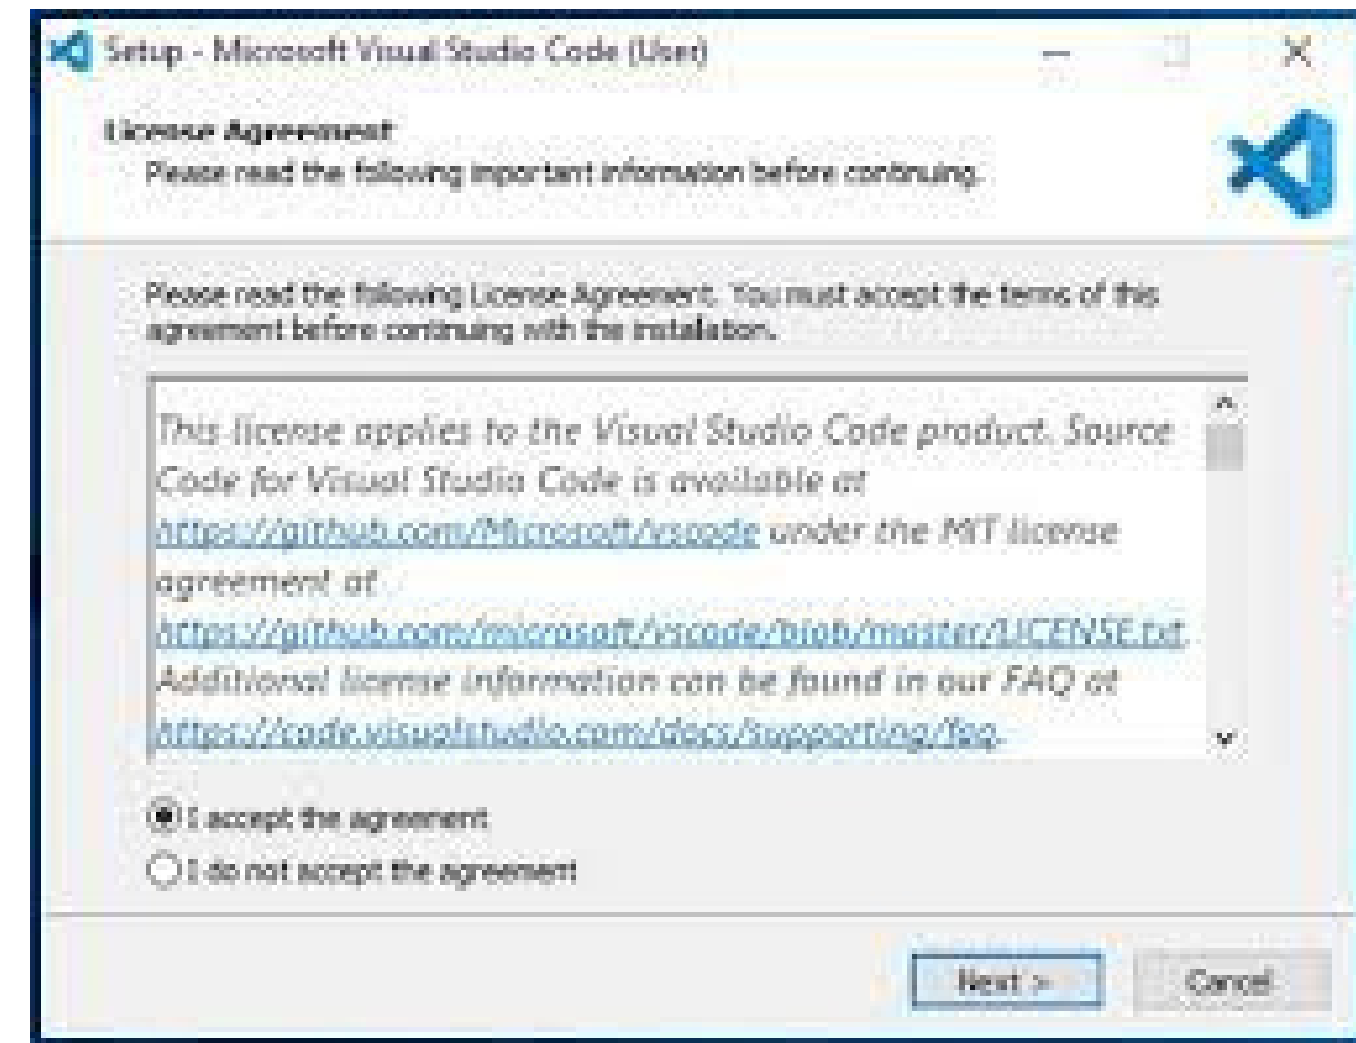 Setup - Microsoft Visual Studio Code (User)
License Agreement
Please read the following important information before continuing.
Please read the following License Agreement. You must accept the terms of this
agreement before continuing with the installation.
This license applies to the Visual Studio Code product. Source
Code for Visual Studio Code is available at
https://github.com/Microsoft/vscode under the MIT license
agreement at
https://github.com/microsoft/vscode/blob/master/LICENSE.txt.
Additional license information can be found in our FAQ at
https://code.visualstudio.com/docs/supporting/faq.
I accept the agreement
I do not accept the agreement
Next >
Cancel